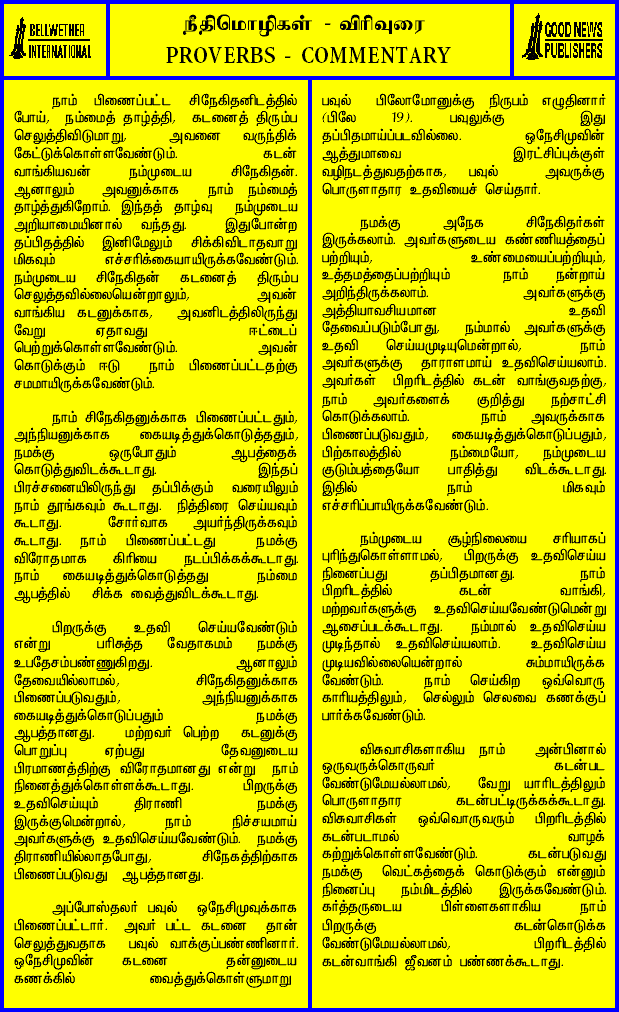 BELLWETHER
INTERNATIONAL
நீதிமொழிகள் - விரிவுரை
PROVERBS - COMMENTARY
GOOD NEWS
PUBLISHERS
நாம் பிணைப்பட்ட சிநேகிதனிடத்தில்
போய், நம்மைத் தாழ்த்தி, கடனைத் திரும்ப
செலுத்திவிடுமாறு, அவனை வருந்திக்
கேட்டுக்கொள்ளவேண்டும். கடன்
வாங்கியவன் நம்முடைய சிநேகிதன்.
ஆனாலும் அவனுக்காக நாம் நம்மைத்
தாழ்த்துகிறோம். இந்தத் தாழ்வு நம்முடைய
அறியாமையினால் வந்தது. இதுபோன்ற
தப்பிதத்தில் இனிமேலும் சிக்கிவிடாதவாறு
மிகவும் எச்சரிக்கையாயிருக்கவேண்டும்.
நம்முடைய சிநேகிதன் கடனைத் திரும்ப
செலுத்தவில்லையென்றாலும், அவன்
வாங்கிய கடனுக்காக, அவனிடத்திலிருந்து
வேறு ஏதாவது ஈட்டைப்
பெற்றுக்கொள்ளவேண்டும். அவன்
கொடுக்கும் ஈடு நாம் பிணைப்பட்டதற்கு
சமமாயிருக்கவேண்டும்.
நாம் சிநேகிதனுக்காக பிணைப்பட்டதும்,
அந்நியனுக்காக கையடித்துக்கொடுத்ததும்,
நமக்கு ஒருபோதும் ஆபத்தைக்
கொடுத்துவிடக்கூடாது. இந்தப்
பிரச்சனையிலிருந்து தப்பிக்கும் வரையிலும்
நாம் தூங்கவும் கூடாது. நித்திரை செய்யவும்
கூடாது. சோர்வாக அயர்ந்திருக்கவும்
கூடாது. நாம் பிணைப்பட்டது நமக்கு
விரோதமாக கிரியை நடப்பிக்கக்கூடாது.
நாம் கையடித்துக்கொடுத்தது நம்மை
ஆபத்தில் சிக்க வைத்துவிடக்கூடாது.
பிறருக்கு உதவி செய்யவேண்டும்
என்று பரிசுத்த வேதாகமம் நமக்கு
உபதேசம்பண்ணுகிறது. ஆனாலும்
தேவையில்லாமல், சிநேகிதனுக்காக
பிணைப்படுவதும், அந்நியனுக்காக
கையடித்துக்கொடுப்பதும் நமக்கு
ஆபத்தானது. மற்றவர் பெற்ற கடனுக்கு
பொறுப்பு ஏற்பது தேவனுடைய
பிரமாணத்திற்கு விரோதமானது என்று நாம்
நினைத்துக்கொள்ளக்கூடாது. பிறருக்கு
உதவிசெய்யும் திராணி நமக்கு
இருக்குமென்றால், நாம் நிச்சயமாய்
அவர்களுக்கு உதவிசெய்யவேண்டும். நமக்கு
திராணியில்லாதபோது, சிநேகத்திற்காக
பிணைப்படுவது ஆபத்தானது.
அப்போஸ்தலர் பவுல் ஒநேசிமுவுக்காக
பிணைப்பட்டார். அவர் பட்ட கடனை தான்
செலுத்துவதாக பவுல் வாக்குப்பண்ணினார்.
ஒநேசிமுவின் கடனை தன்னுடைய
கணக்கில் வைத்துக்கொள்ளுமாறு
பவுல் பிலோமோனுக்கு நிருபம் எழுதினார்
(பிலே 19). பவுலுக்கு இது
தப்பிதமாய்ப்படவில்லை. ஒநேசிமுவின்
ஆத்துமாவை இரட்சிப்புக்குள்
வழிநடத்துவதற்காக, பவுல் அவருக்கு
பொருளாதார உதவியைச் செய்தார்.
நமக்கு அநேக சிநேகிதர்கள்
இருக்கலாம். அவர்களுடைய கண்ணியத்தைப்
பற்றியும், உண்மையைப்பற்றியும்,
உத்தமத்தைப்பற்றியும் நாம் நன்றாய்
அறிந்திருக்கலாம். அவர்களுக்கு
அத்தியாவசியமான உதவி
தேவைப்படும்போது, நம்மால் அவர்களுக்கு
உதவி செய்யமுடியுமென்றால், நாம்
அவர்களுக்கு தாராளமாய் உதவிசெய்யலாம்.
அவர்கள் பிறரிடத்தில் கடன் வாங்குவதற்கு,
நாம் அவர்களைக் குறித்து நற்சாட்சி
கொடுக்கலாம். நாம் அவருக்காக
பிணைப்படுவதும், கையடித்துக்கொடுப்பதும்,
பிற்காலத்தில் நம்மையோ, நம்முடைய
குடும்பத்தையோ பாதித்து விடக்கூடாது.
இதில் நாம் மிகவும்
எச்சரிப்பாயிருக்கவேண்டும்.
நம்முடைய சூழ்நிலையை சரியாகப்
புரிந்துகொள்ளாமல், பிறருக்கு உதவிசெய்ய
நினைப்பது தப்பிதமானது. நாம்
பிறரிடத்தில் கடன் வாங்கி,
மற்றவர்களுக்கு உதவிசெய்யவேண்டுமென்று
ஆசைப்படக்கூடாது. நம்மால் உதவிசெய்ய
முடிந்தால் உதவிசெய்யலாம். உதவிசெய்ய
முடியவில்லையென்றால் சும்மாயிருக்க
வேண்டும். நாம் செய்கிற ஒவ்வொரு
காரியத்திலும், செல்லும் செலவை கணக்குப்
பார்க்கவேண்டும்.
விசுவாசிகளாகிய நாம் அன்பினால்
ஒருவருக்கொருவர் கடன்பட
வேண்டுமேயல்லாமல், வேறு யாரிடத்திலும்
பொருளாதார கடன்பட்டிருக்கக்கூடாது.
விசுவாசிகள் ஒவ்வொருவரும் பிறரிடத்தில்
கடன்படாமல் வாழக்
கற்றுக்கொள்ளவேண்டும். கடன்படுவது
நமக்கு வெட்கத்தைக் கொடுக்கும் என்னும்
நினைப்பு நம்மிடத்தில் இருக்கவேண்டும்.
கர்த்தருடைய பிள்ளைகளாகிய நாம்
பிறருக்கு கடன்கொடுக்க
வேண்டுமேயல்லாமல், பிறரிடத்தில்
கடன்வாங்கி ஜீவனம் பண்ணக்கூடாது.